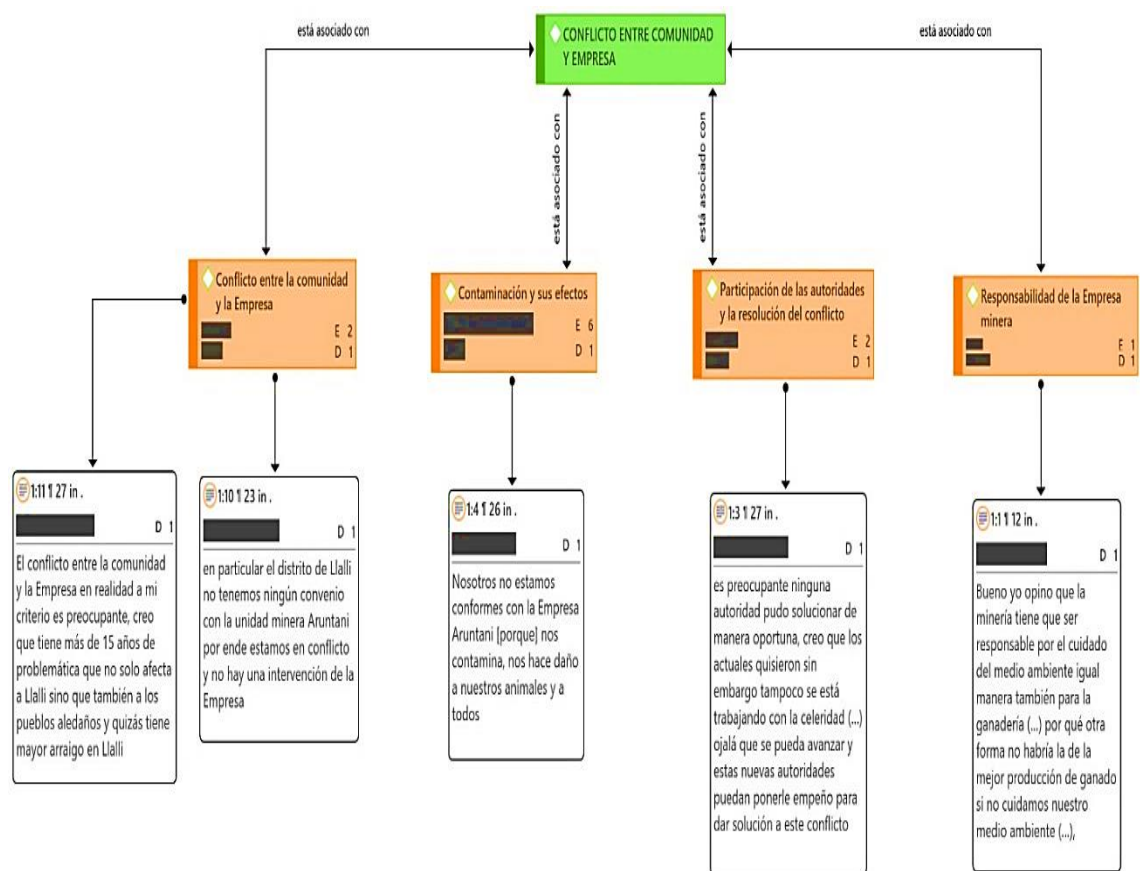 está asociado con
CONFLICTO ENTRE COMUNIDAD
Y EMPRESA
está asociado con
está asociado con
está asociado con
Conflicto entre la comunidad
y la Empresa
E 2
D 1
Contaminación y sus efectos
E 6
D 1
Participación de las autoridades
y la resolución del conflicto
E 2
D 1
Responsabilidad de la Empresa
minera
E 1
D 1
1:11 ¶ 27 in .
D 1
El conflicto entre la comunidad
y la Empresa en realidad a mi
criterio es preocupante, creo
que tiene más de 15 años de
problemática que no solo afecta
a Llalli sino que también a los
pueblos aledaños y quizás tiene
mayor arraigo en Llalli
1:10 ¶ 23 in .
D 1
en particular el distrito de Llalli
no tenemos ningún convenio
con la unidad minera Aruntani
por ende estamos en conflicto
y no hay una intervención de la
Empresa
1:4 ¶ 26 in .
D 1
Nosotros no estamos
conformes con la Empresa
Aruntani [porque] nos
contamina, nos hace daño
a nuestros animales y a
todos
1:3 ¶ 27 in .
D 1
es preocupante ninguna
autoridad pudo solucionar de
manera oportuna, creo que los
actuales quisieron sin
embargo tampoco se está
trabajando con la celeridad (...)
ojalá que se pueda avanzar y
estas nuevas autoridades
puedan ponerle empeño para
dar solución a este conflicto
1:1 ¶ 12 in .
D 1
Bueno yo opino que la
minería tiene que ser
responsable por el cuidado
del medio ambiente igual
manera también para la
ganadería (...) por qué otra
forma no habría la de la
mejor producción de ganado
si no cuidamos nuestro
medio ambiente (...),